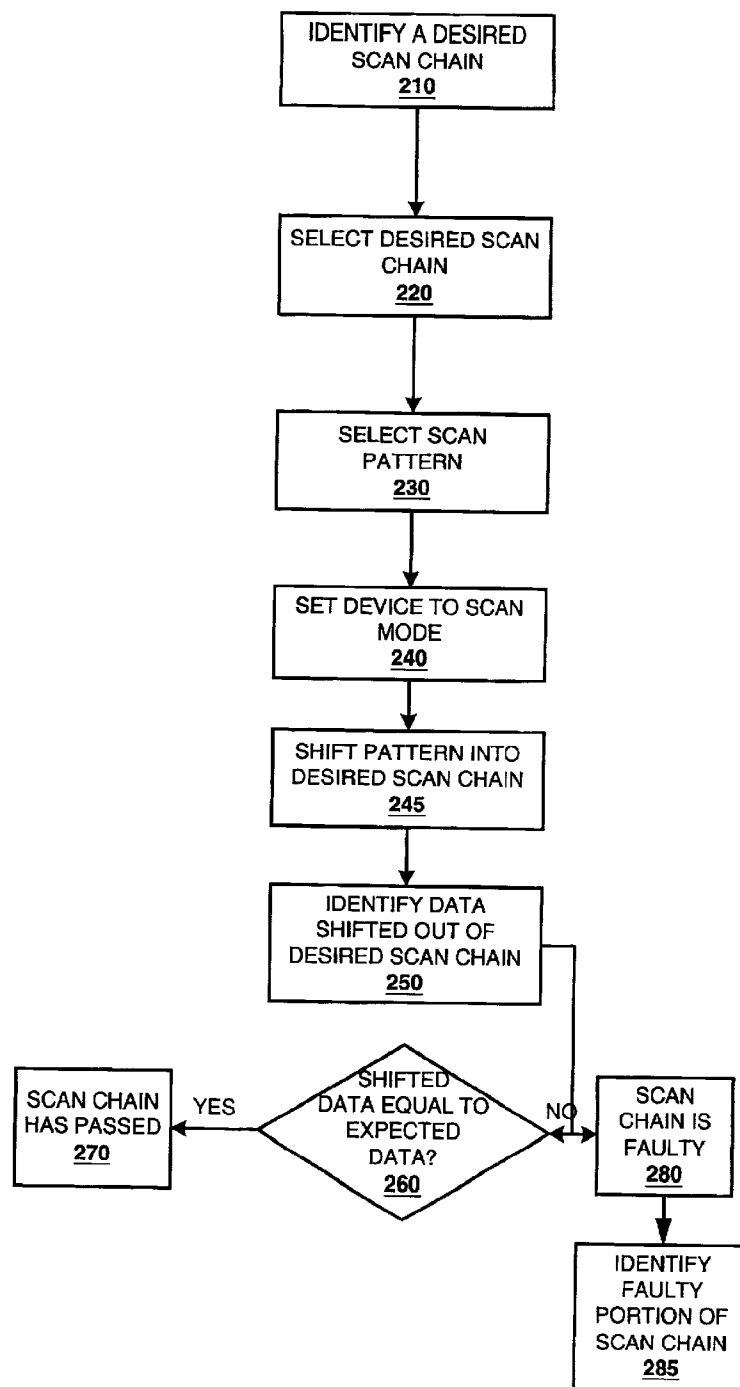 IDENTIFY A DESIRED
SCAN CHAIN
210
SELECT DESIRED SCAN
CHAIN
220
SELECT SCAN
PATTERN
230
SET DEVICE TO SCAN
MODE
240
SHIFT PATTERN INTO
DESIRED SCAN CHAIN
245
IDENTIFY DATA
SHIFTED OUT OF
DESIRED SCAN CHAIN
250
SHIFTED
DATA EQUAL TO
EXPECTED
DATA?
260
YES
SCAN CHAIN
HAS PASSED
270
NO
SCAN
CHAIN IS
FAULTY
280
IDENTIFY
FAULTY
PORTION OF
SCAN CHAIN
285